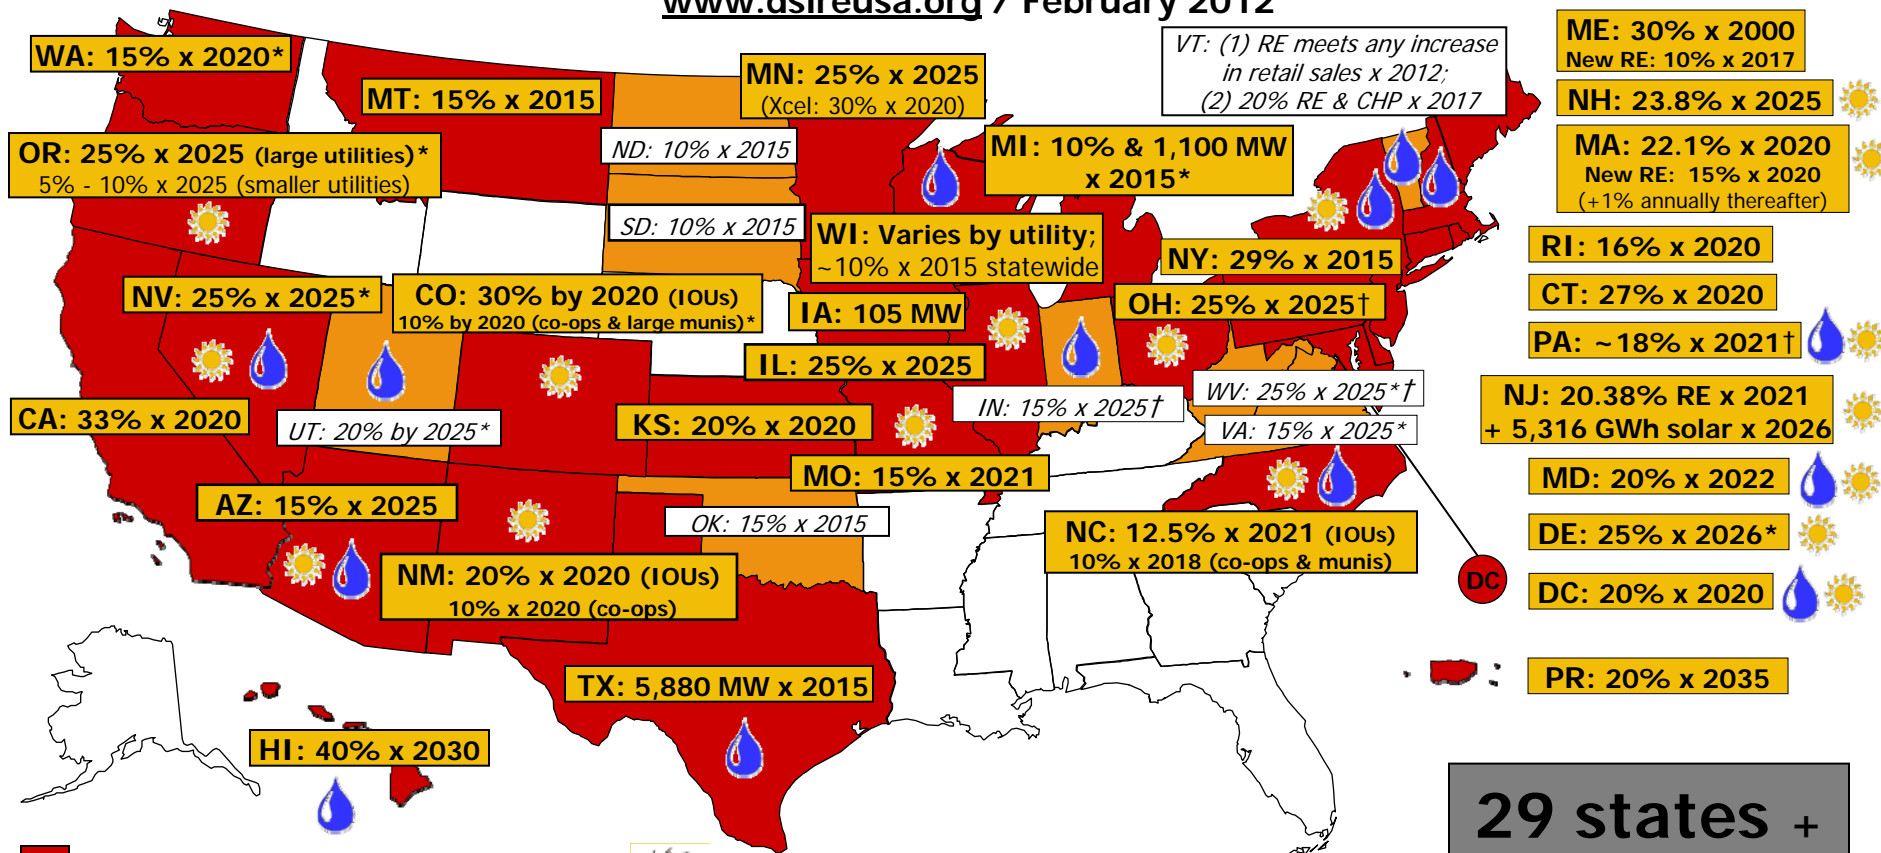 www.dsireusa.org / February 2012
WA: 15% x 2020*
MT: 15% x 2015
MN: 25% x 2025
(Xcel: 30% x 2020)
VT: (1) RE meets any increase
in retail sales x 2012;
(2) 20% RE & CHP x 2017
ME: 30% x 2000
New RE: 10% x 2017
NH: 23.8% x 2025
OR: 25% x 2025 (large utilities)*
5% - 10% x 2025 (smaller utilities)
ND: 10% x 2015
MI: 10% & 1,100 MW
x 2015*
MA: 22.1% x 2020
New RE: 15% x 2020
(+1% annually thereafter)
SD: 10% x 2015
WI: Varies by utility;
~10% x 2015 statewide
NY: 29% x 2015
RI: 16% x 2020
NV: 25% x 2025*
CO: 30% by 2020 (IOUs)
10% by 2020 (co-ops & large munis)*
IA: 105 MW
OH: 25% x 2025†
CT: 27% x 2020
IL: 25% x 2025
PA: ~18% x 2021†
CA: 33% x 2020
UT: 20% by 2025*
KS: 20% x 2020
IN: 15% x 2025†
WV: 25% x 2025*†
VA: 15% x 2025*
NJ: 20.38% RE x 2021
+ 5,316 GWh solar x 2026
MO: 15% x 2021
MD: 20% x 2022
AZ: 15% x 2025
OK: 15% x 2015
NC: 12.5% x 2021 (IOUs)
10% x 2018 (co-ops & munis)
DE: 25% x 2026*
NM: 20% x 2020 (IOUs)
10% x 2020 (co-ops)
DC
DC: 20% x 2020
TX: 5,880 MW x 2015
PR: 20% x 2035
HI: 40% x 2030
29 states +